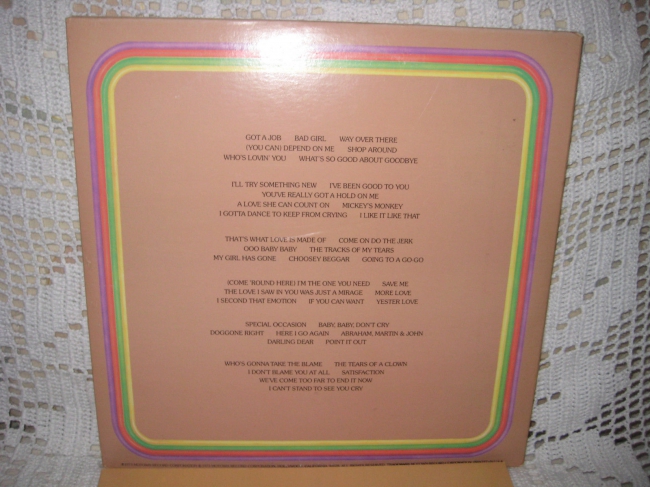 GOT A JOB BAD GIRL WAY OVER THERE
(YOU CAN) DEPEND ON ME SHOP AROUND
WHO'S LOVIN' YOU WHAT'S SO GOOD ABOUT GOODBYE
I'LL TRY SOMETHING NEW I'VE BEEN GOOD TO YOU
YOU'VE REALLY GOT A HOLD ON ME
A LOVE SHE CAN COUNT ON MICKEY'S MONKEY
I GOTTA DANCE TO KEEP FROM CRYING I LIKE IT LIKE THAT
THAT'S WHAT LOVE IS MADE OF COME ON DO THE JERK
OOO BABY BABY THE TRACKS OF MY TEARS
MY GIRL HAS GONE CHOOSEY BEGGAR GOING TO A GO-GO
(COME 'ROUND HERE) I'M THE ONE YOU NEED SAVE ME
THE LOVE I SAW IN YOU WAS JUST A MIRAGE MORE LOVE
I SECOND THAT EMOTION IF YOU CAN WANT YESTER LOVE
SPECIAL OCCASION BABY, BABY DON'T CRY
DOGGONE RIGHT HERE I GO AGAIN ABRAHAM, MARTIN & JOHN
DARLING DEAR POINT IT OUT
WHO'S GONNA TAKE THE BLAME THE TEARS OF A CLOWN
I DON'T BLAME YOU AT ALL SATISFACTION
WE'VE COME TOO FAR TO END IT NOW
I CAN'T STAND TO SEE YOU CRY